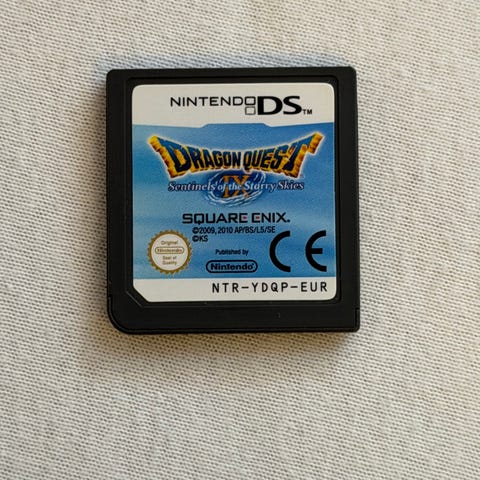 NINTENDO DS™
DRAGON QUEST
IX
Sentinels of the Starry Skies
SQUARE ENIX.
©2009, 2010 AP/BS/L5/SE
©KS
Original
Nintendo
Seal of
Quality
Published by
Nintendo
CE
NTR-YDQP-EUR